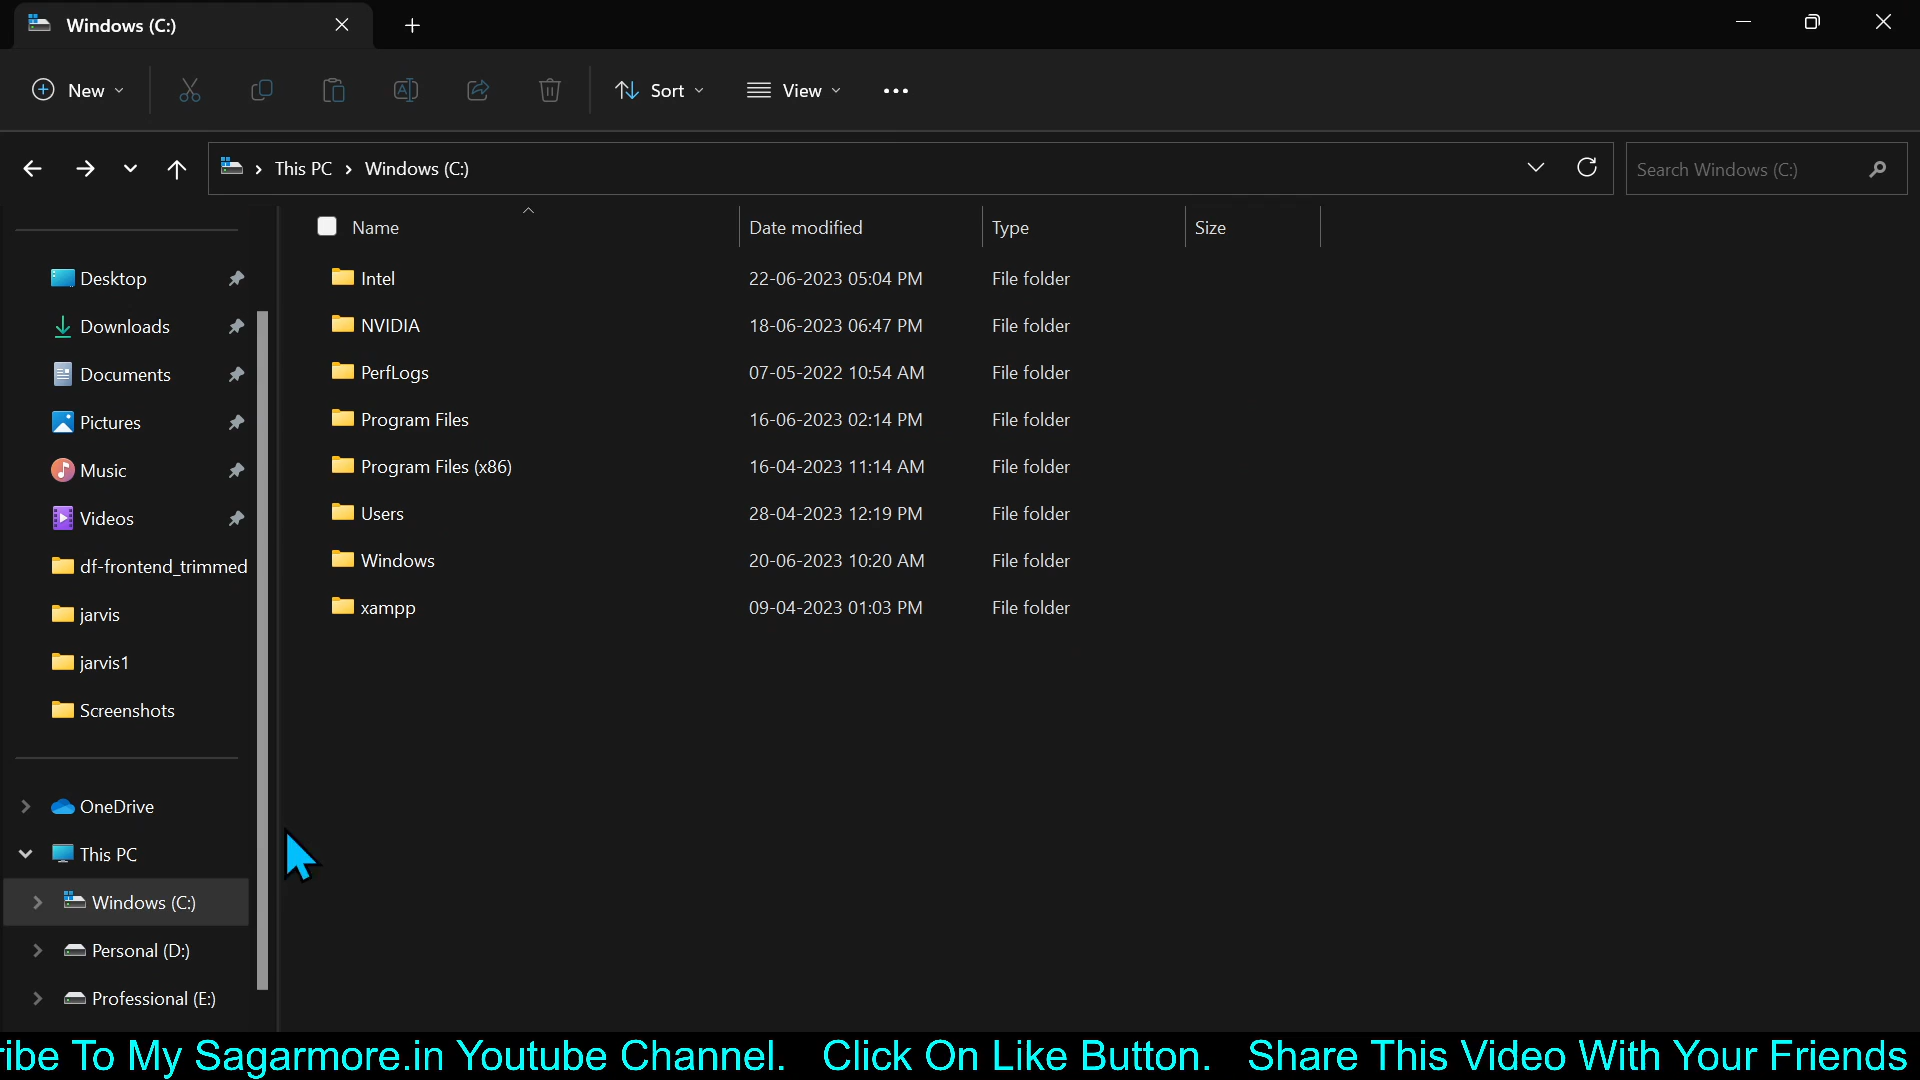 Windows (C:)
New
Sort
View
This PC
Windows (C:)
Search Windows (C:)
Name Date modified Type Size
Desktop
Downloads
Documents
Pictures
Music
Videos
df-frontend_trimmed
jarvis
jarvis1
Screenshots
OneDrive
This PC
Windows (C:)
Personal (D:)
Professional (E:)
Intel 22-06-2023 05:04 PM File folder
NVIDIA 18-06-2023 06:47 PM File folder
PerfLogs 07-05-2022 10:54 AM File folder
Program Files 16-06-2023 02:14 PM File folder
Program Files (x86) 16-04-2023 11:14 AM File folder
Users 28-04-2023 12:19 PM File folder
Windows 20-06-2023 10:20 AM File folder
xampp 09-04-2023 01:03 PM File folder
ribe To My Sagarmore.in Youtube Channel. Click On Like Button. Share This Video With Your Friends